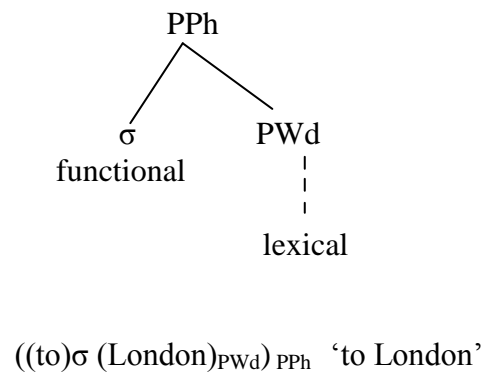 PPh
σ PWd
functional
lexical
((to)σ (London)PWd) PPh ‘to London’